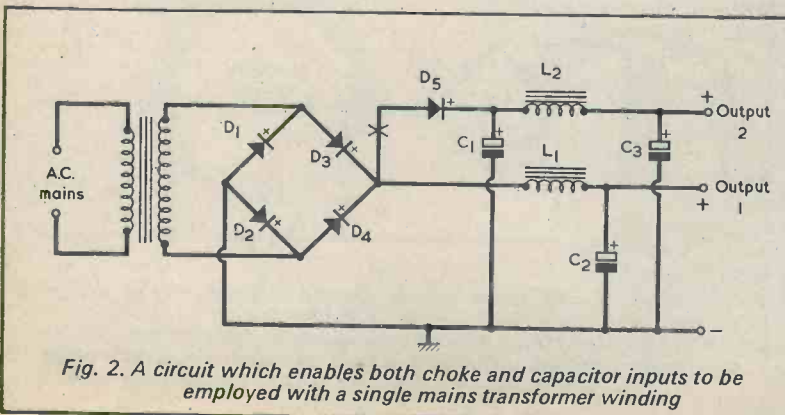 D5
L2
+ Output
2
D1
D3
C1
+
L1
C3
+
A.C.
mains
Output
+ 1
D2
D4
C2
+
-
Fig. 2. A circuit which enables both choke and capacitor inputs to be
employed with a single mains transformer winding